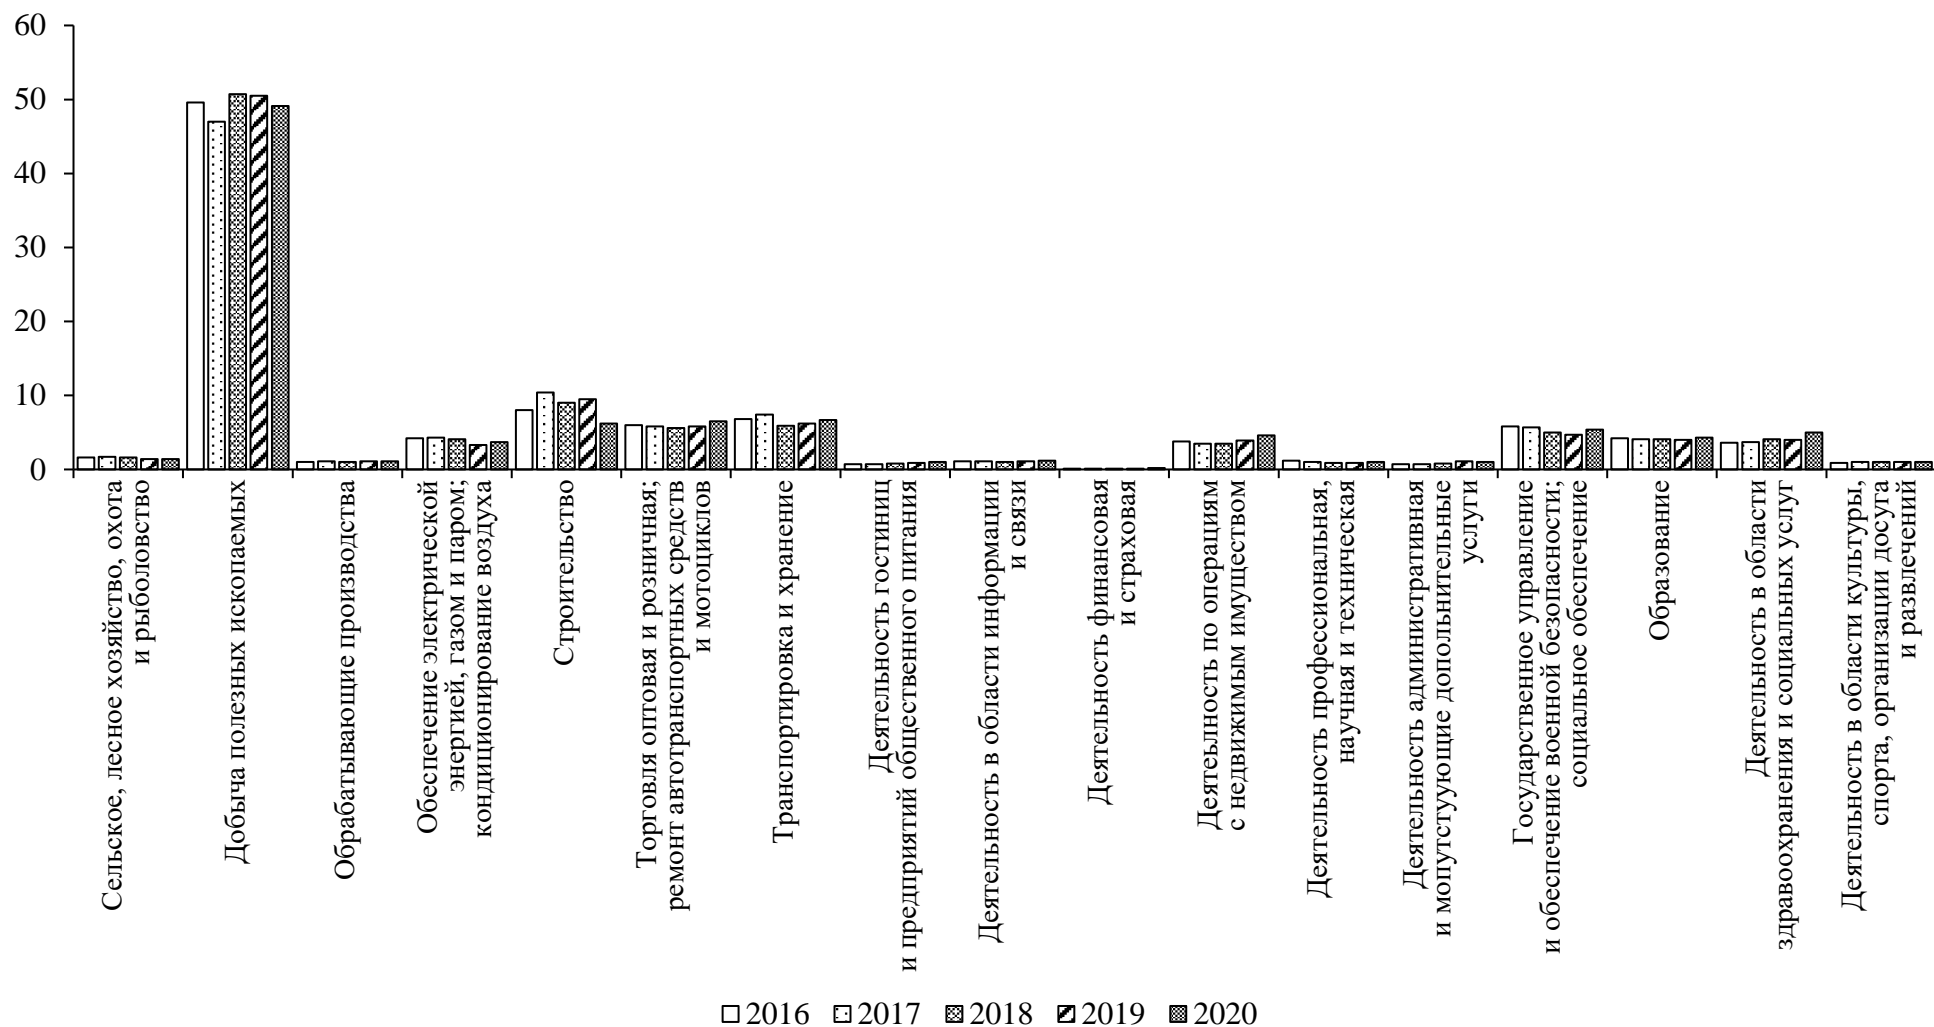 60
50
40
30
20
10
0
Сельское, лесное хозяйство, охота
и рыболовство
Добыча полезных ископаемых
Обрабатывающие производства
Обеспечение электрической
энергией, газом и паром;
кондиционирование воздуха
Строительство
Торговля оптовая и розничная;
ремонт автотранспортных средств
и мотоциклов
Транспортировка и хранение
Деятельность гостиниц
и предприятий общественного питания
Деятельность в области информации
и связи
Деятельность финансовая
и страховая
Деятеьлность по операциям
с недвижимым имуществом
Деятельность профессиональная,
научная и техническая
Деятельность административная
и мопутстующие допольнительные
услуги
Государственное управление
и обеспечение военной безопасности;
социальное обеспечение
Образование
Деятельность в области
здравоохранения и социальных услуг
Деятельность в области культуры,
спорта, организации досуга
и развлечений
2016 2017 2018 2019 2020